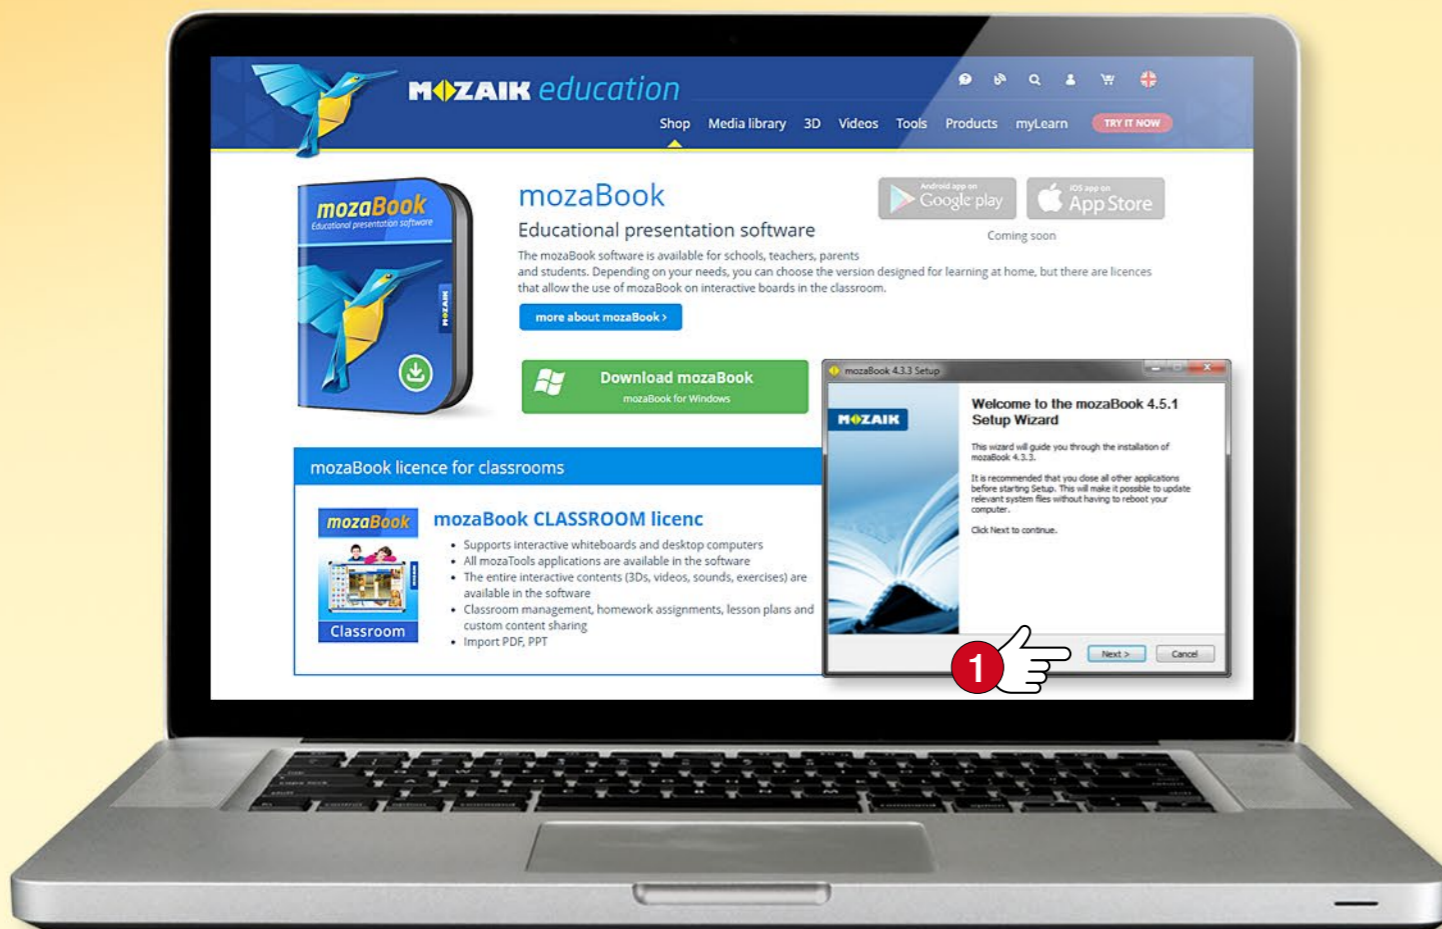 MOZAIK education
Shop Media library 3D Videos Tools Products myLearn TRY IT NOW
mozaBook
Educational presentation software
MOZAIK
mozaBook
Educational presentation software
The mozaBook software is available for schools, teachers, parents
and students. Depending on your needs, you can choose the version designed for learning at home, but there are licences
that allow the use of mozaBook on interactive boards in the classroom.
more about mozaBook >
Android app on
Google play
iOS app on
App Store
Coming soon
Download mozaBook
mozaBook for Windows
mozaBook licence for classrooms
mozaBook
Classroom
mozaBook CLASSROOM licenc
• Supports interactive whiteboards and desktop computers
• All mozaTools applications are available in the software
• The entire interactive contents (3Ds, videos, sounds, exercises) are
available in the software
• Classroom management, homework assignments, lesson plans and
custom content sharing
• Import PDF, PPT
mozaBook 4.3.3 Setup
MOZAIK
Welcome to the mozaBook 4.5.1
Setup Wizard
This wizard will guide you through the installation of
mozaBook 4.3.3.
It is recommended that you close all other applications
before starting Setup. This will make it possible to update
relevant system files without having to reboot your
computer.
Click Next to continue.
1
Next >
Cancel